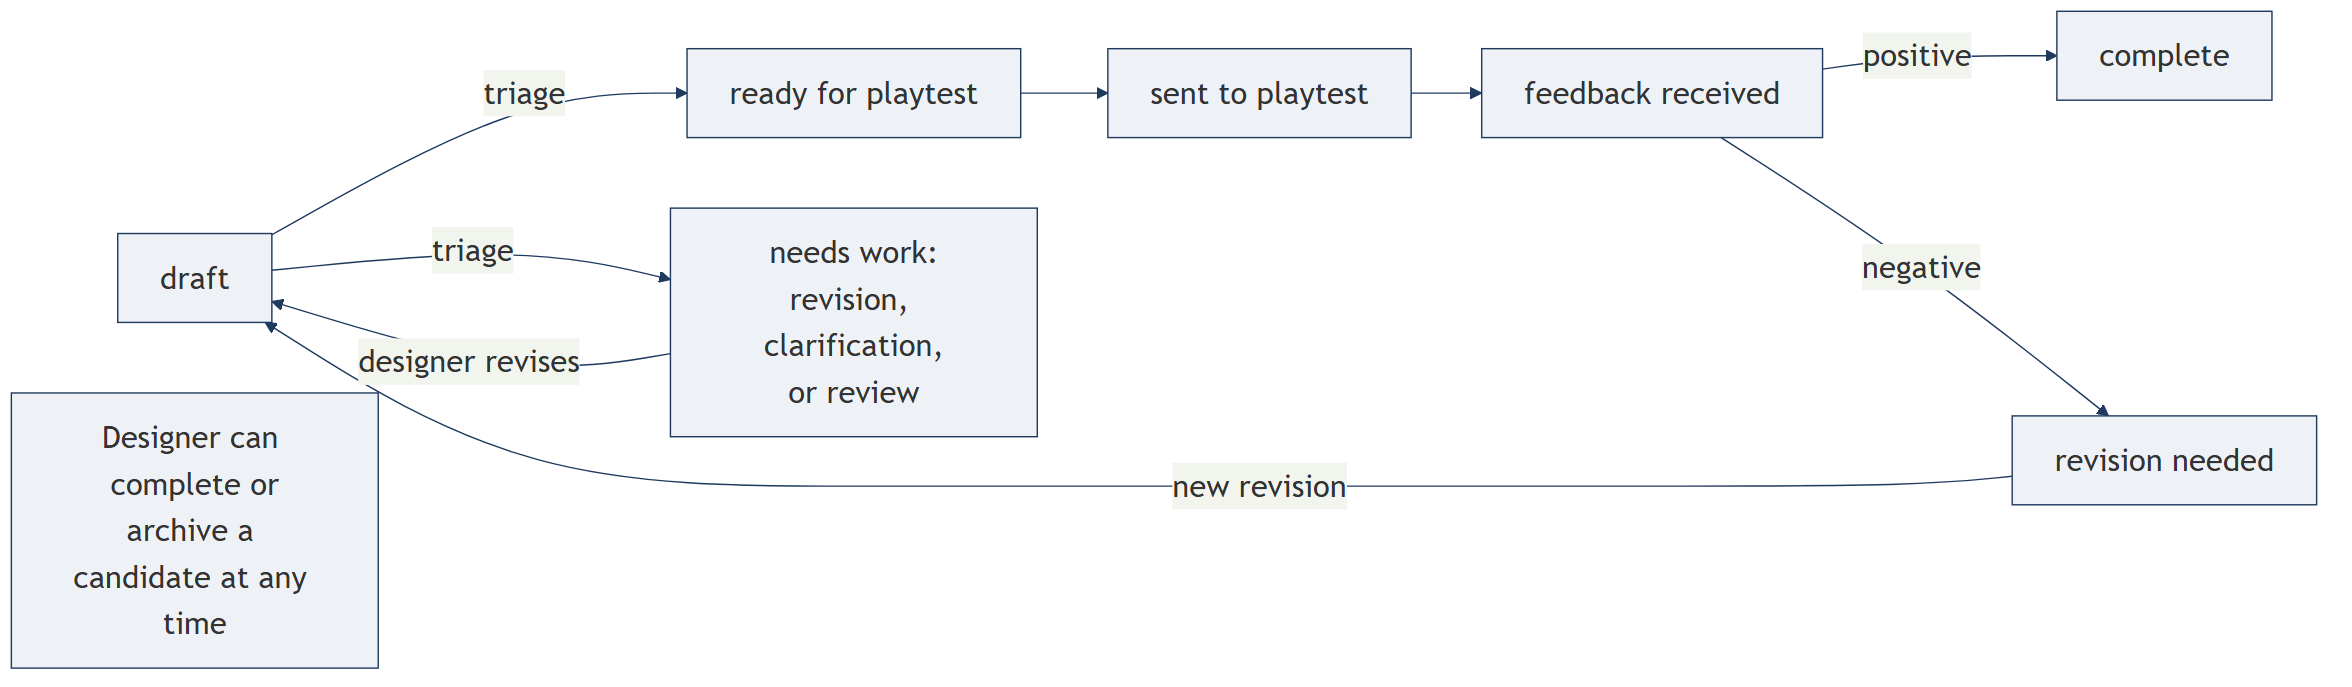 triage
ready for playtest
sent to playtest
feedback received
positive
complete
draft
triage
needs work:
revision,
clarification,
or review
negative
designer revises
Designer can
complete or
archive a
candidate at any
time
new revision
revision needed